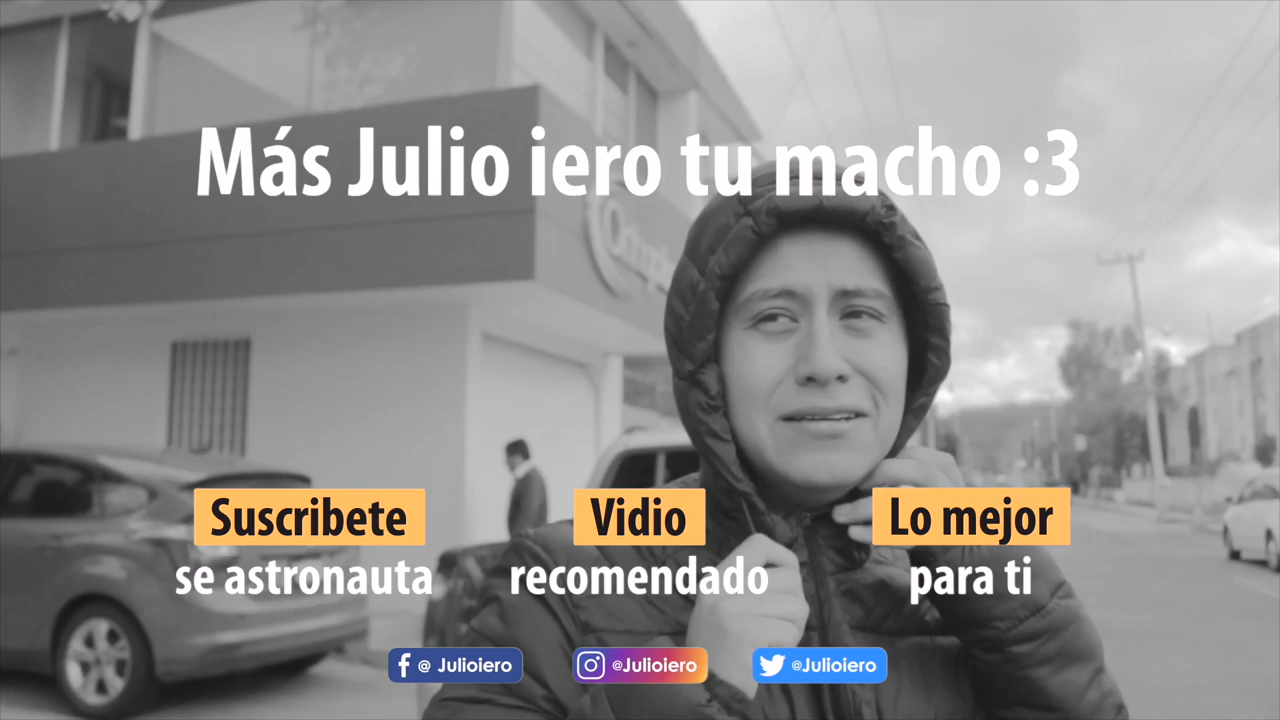 Más Julio iero tu macho :3
Suscribete
se astronauta
Vidio
recomendado
Lo mejor
para ti
@ Julioiero
@Julioiero
@Julioiero